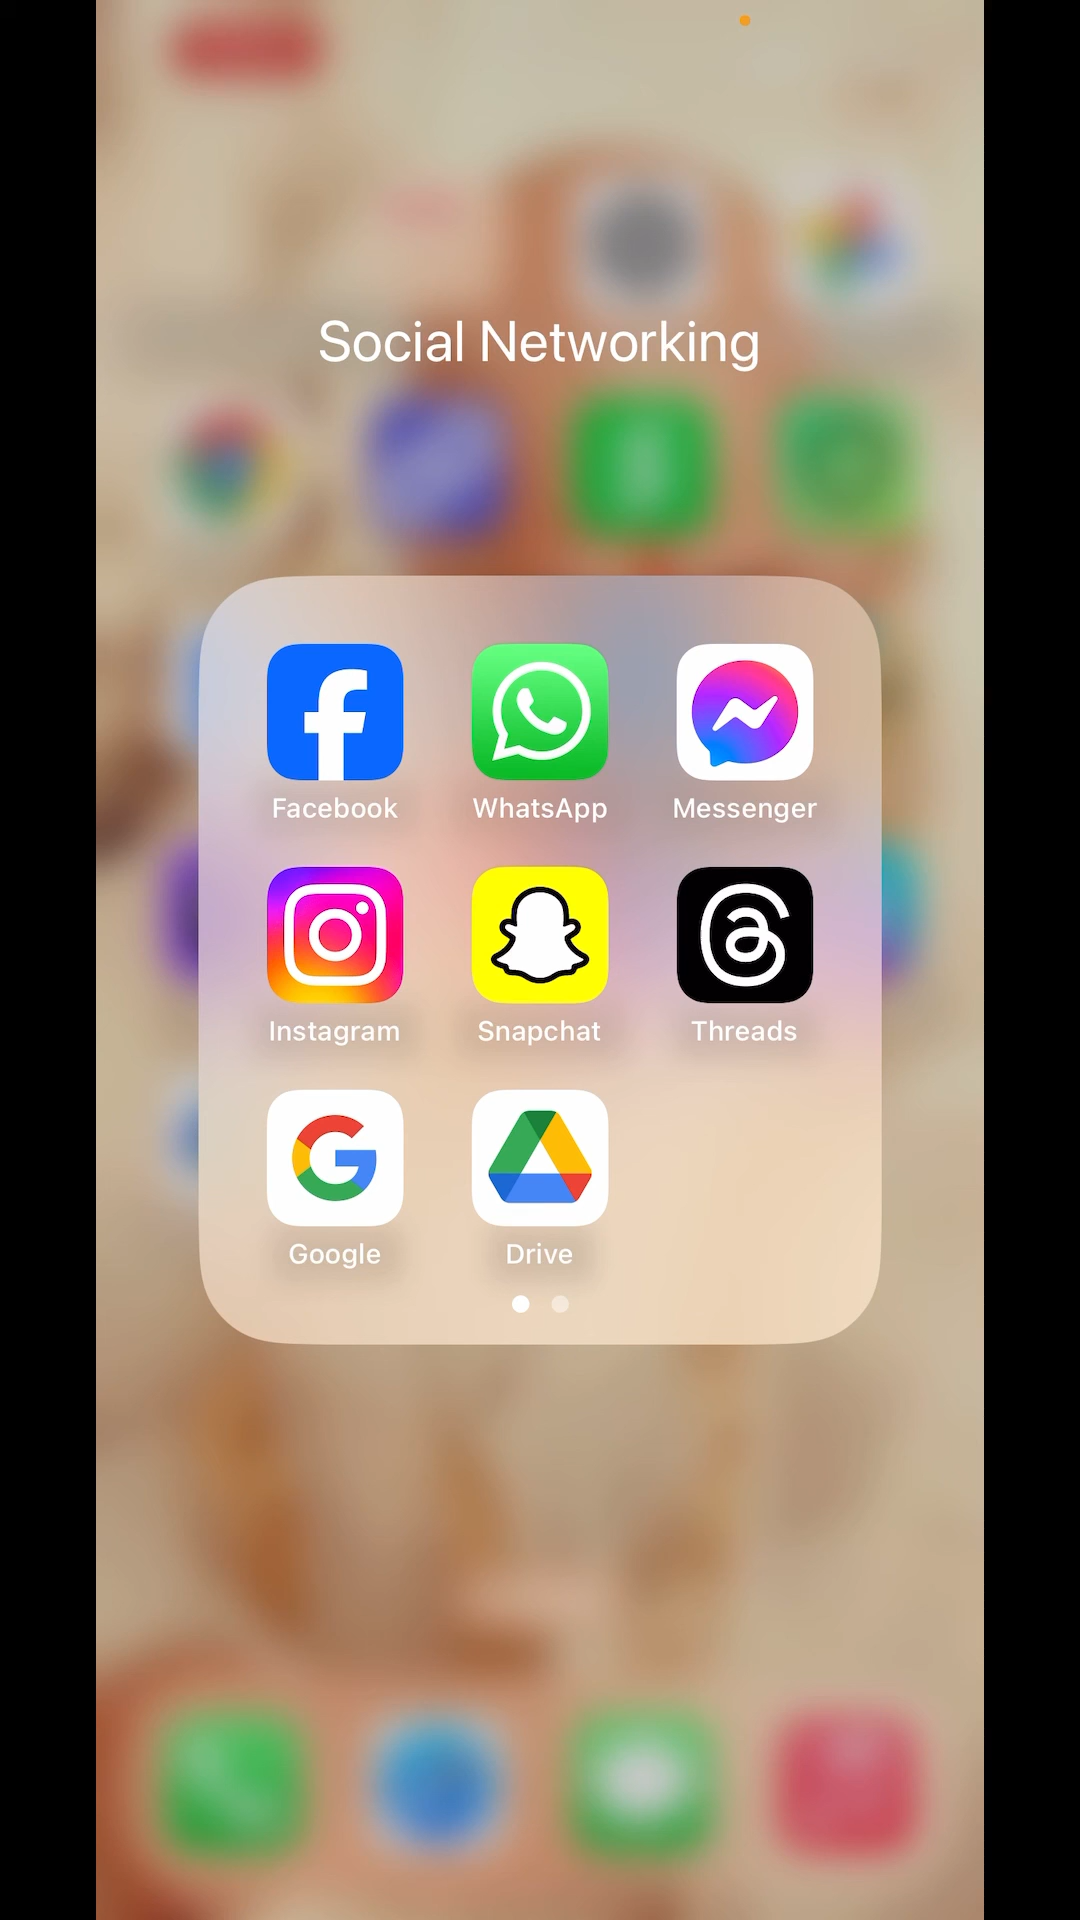 Social Networking
Facebook
WhatsApp
Messenger
Instagram
Snapchat
Threads
Google
Drive